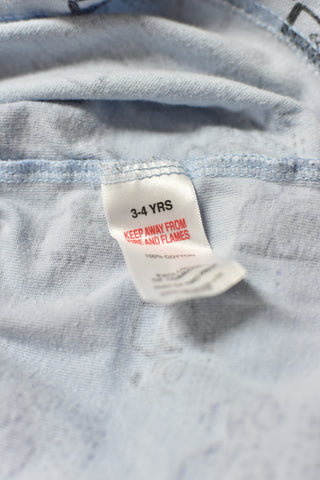 3-4 YRS
KEEP AWAY FROM
FIRE AND FLAMES
100% COTTON